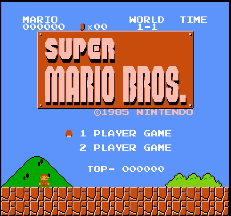 MARIO WORLD TIME
000000 x00 1-1
SUPER
MARIO BROS.
©1985 NINTENDO
1 PLAYER GAME
2 PLAYER GAME
TOP- 000000